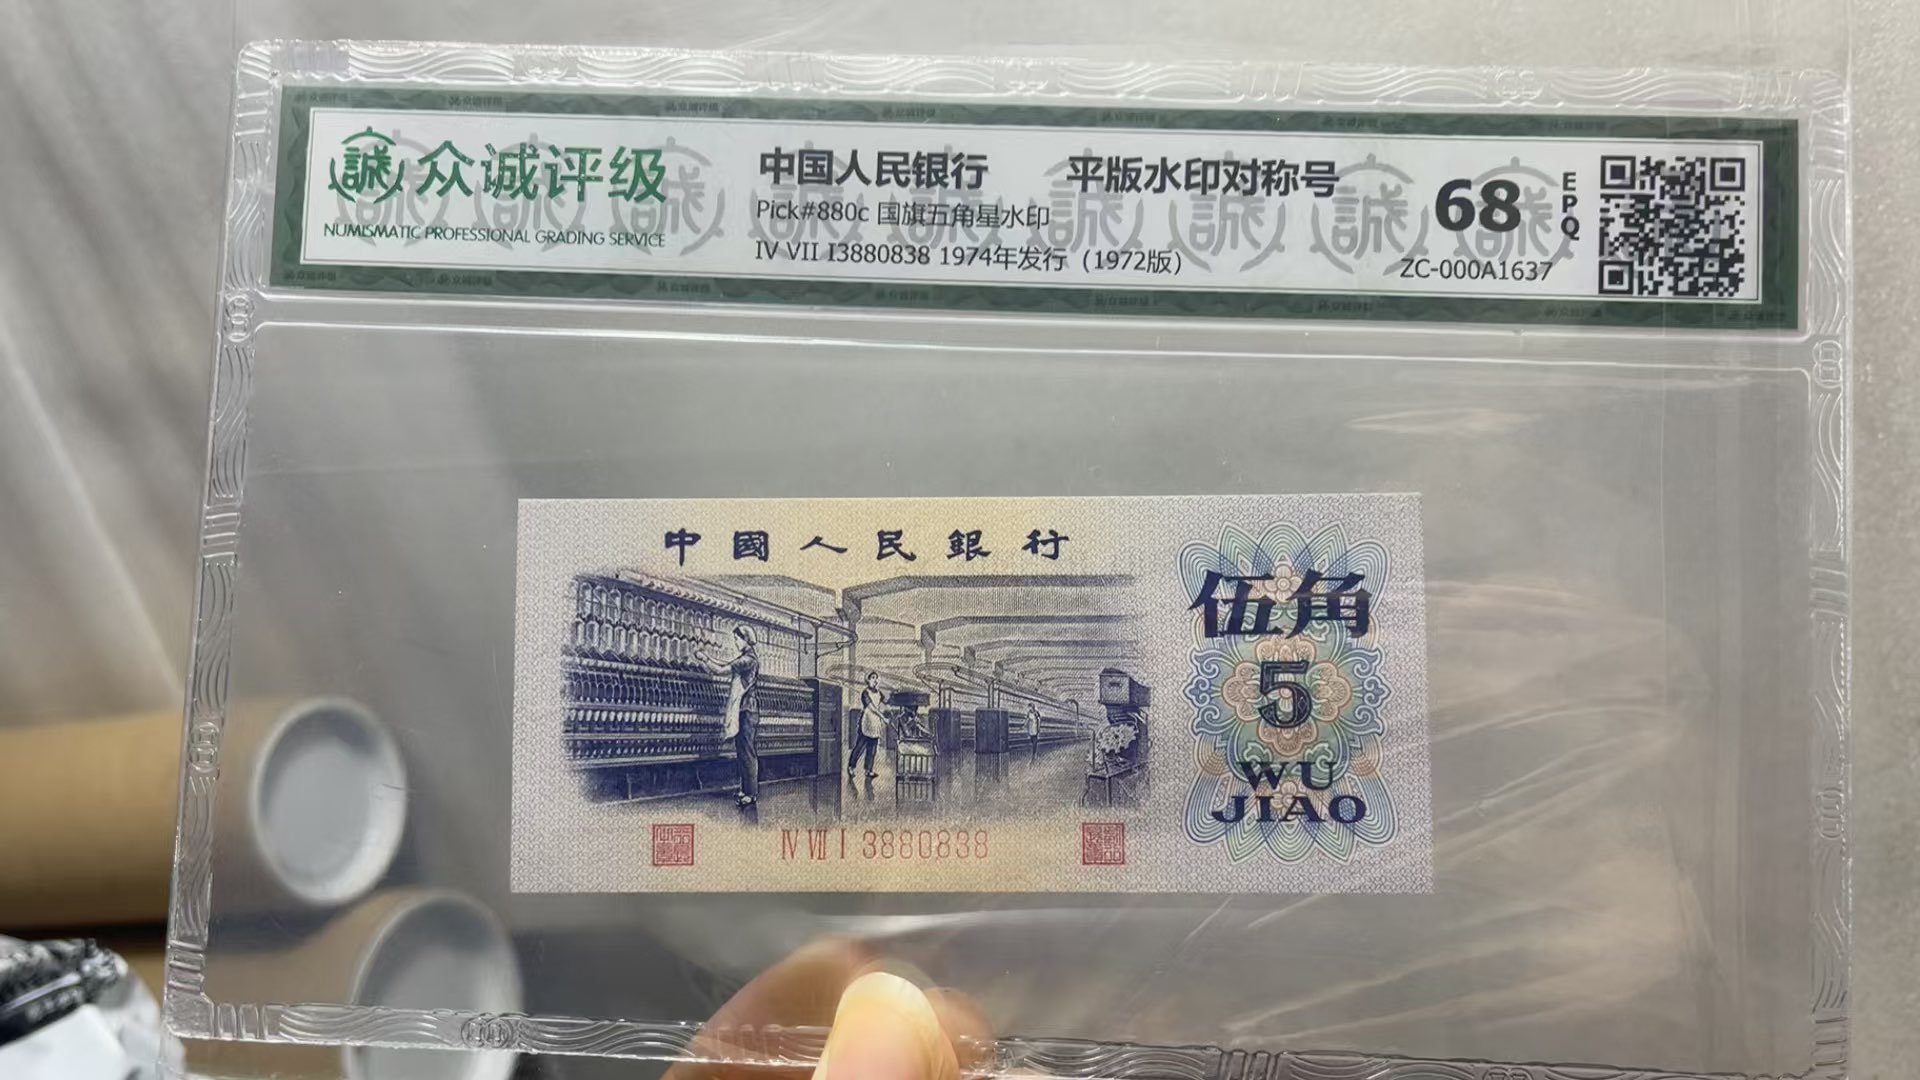 誠 众诚评级
NUMISMATIC PROFESSIONAL GRADING SERVICE
中国人民银行 平版水印对称号
Pick#880c 国旗五角星水印
IV VII I3880838 1974年发行（1972版）
68 EPQ
ZC-000A1637
中國人民銀行
伍角
5
WU
JIAO
Ⅳ Ⅶ Ⅰ 3880838